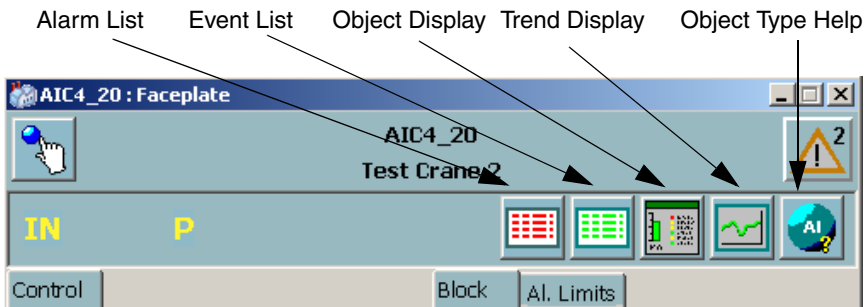 Alarm List Event List Object Display Trend Display Object Type Help
AIC4_20 : Faceplate
AIC4_20
Test Crane 2
2
IN P
AI
?
Control Block Al. Limits